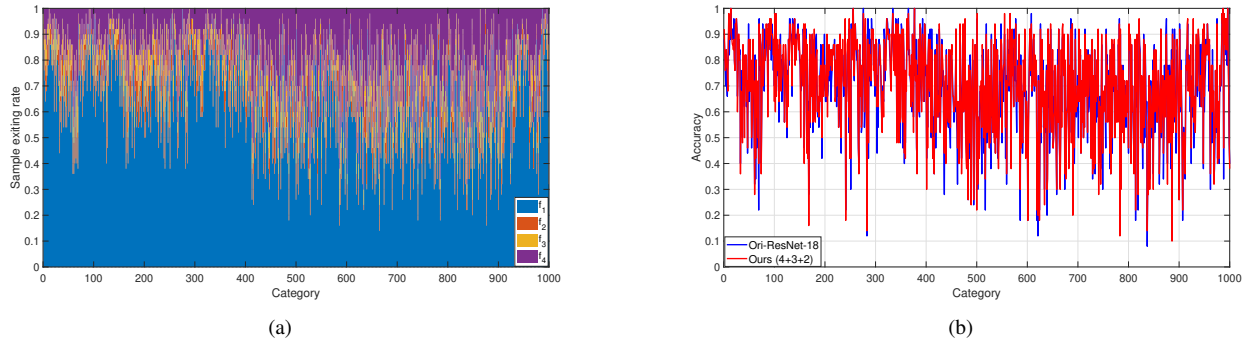 1
0.9
0.8
0.7
0.6
0.5
0.4
0.3
0.2
0.1
0
Sample exiting rate
0 100 200 300 400 500 600 700 800 900 1000
Category
f1
f2
f3
f4
(a)
1
0.9
0.8
0.7
0.6
0.5
0.4
0.3
0.2
0.1
0
Accuracy
0 100 200 300 400 500 600 700 800 900 1000
Category
Ori-ResNet-18
Ours (4+3+2)
(b)